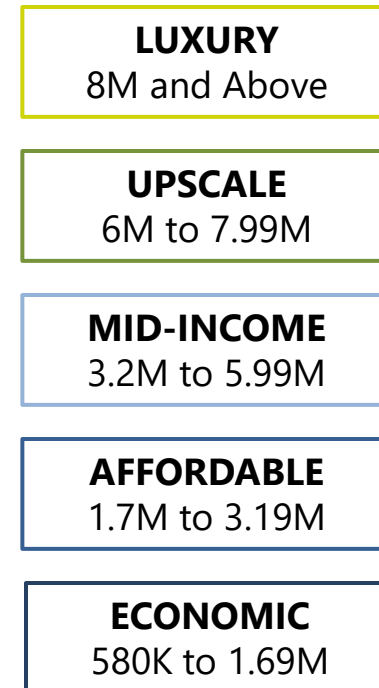 LUXURY
8M and Above
UPSCALE
6M to 7.99M
MID-INCOME
3.2M to 5.99M
AFFORDABLE
1.7M to 3.19M
ECONOMIC
580K to 1.69M